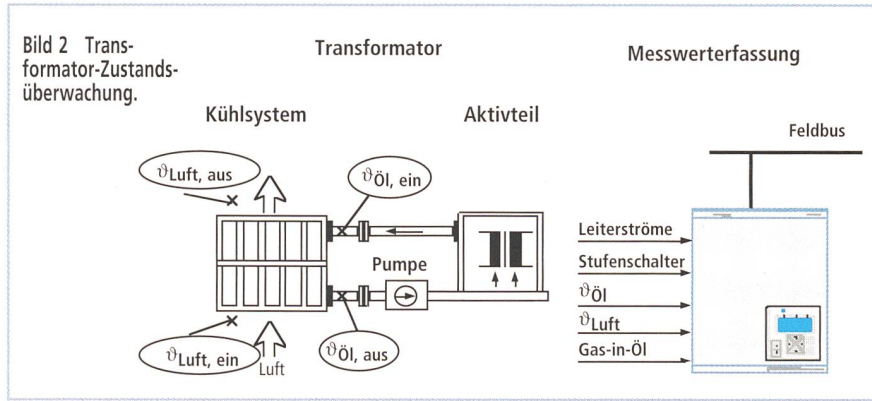 Bild 2 Trans-
formator-Zustands-
überwachung.
Transformator
Messwerterfassung
Kühlsystem
Aktivteil
Feldbus
ϑLuft, aus
ϑÖl, ein
Pumpe
ϑLuft, ein
Luft
ϑÖl, aus
Leiterströme
Stufenschalter
ϑÖl
ϑLuft
Gas-in-Öl